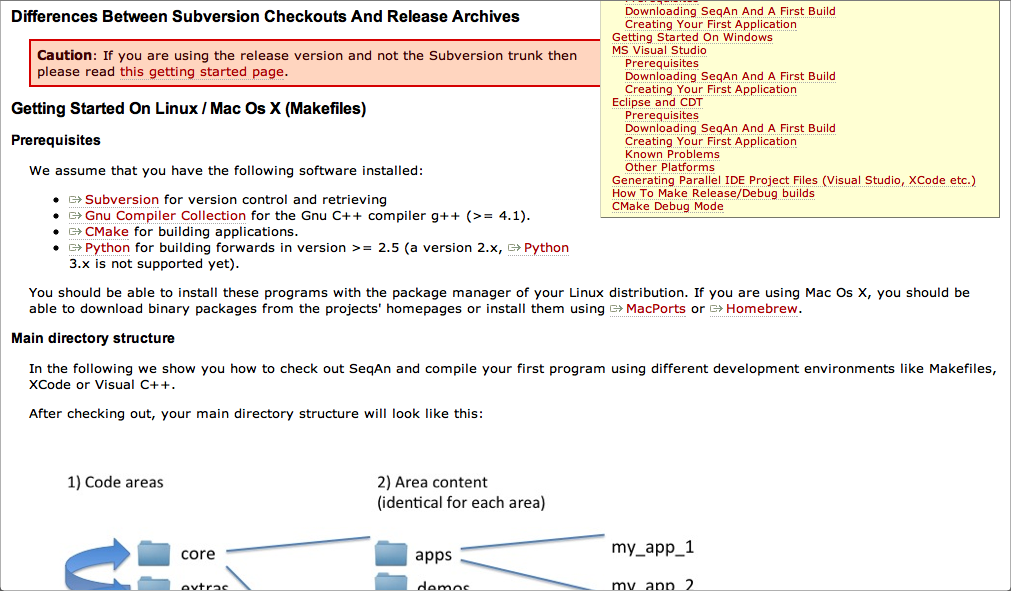 Differences Between Subversion Checkouts And Release Archives
Caution: If you are using the release version and not the Subversion trunk then
please read this getting started page.
Getting Started On Linux / Mac Os X (Makefiles)
Prerequisites
We assume that you have the following software installed:
Subversion for version control and retrieving
Gnu Compiler Collection for the Gnu C++ compiler g++ (>= 4.1).
CMake for building applications.
Python for building forwards in version >= 2.5 (a version 2.x, Python
3.x is not supported yet).
You should be able to install these programs with the package manager of your Linux distribution. If you are using Mac Os X, you should be
able to download binary packages from the projects' homepages or install them using MacPorts or Homebrew.
Main directory structure
In the following we show you how to check out SeqAn and compile your first program using different development environments like Makefiles,
XCode or Visual C++.
After checking out, your main directory structure will look like this:
Prerequisites
Downloading SeqAn And A First Build
Creating Your First Application
Getting Started On Windows
MS Visual Studio
Prerequisites
Downloading SeqAn And A First Build
Creating Your First Application
Eclipse and CDT
Prerequisites
Downloading SeqAn And A First Build
Creating Your First Application
Known Problems
Other Platforms
Generating Parallel IDE Project Files (Visual Studio, XCode etc.)
How To Make Release/Debug builds
CMake Debug Mode
1) Code areas
2) Area content
(identical for each area)
core
apps
my_app_1
extras
demos
my_app_2